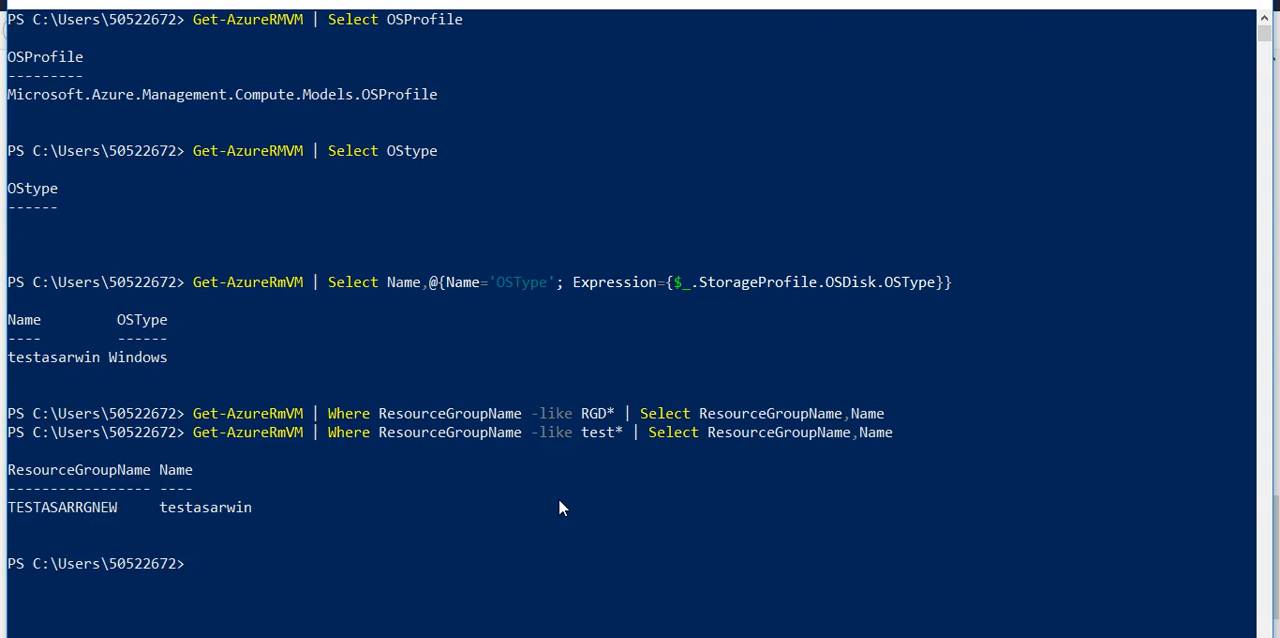 PS C:\Users\50522672> Get-AzureRMVM | Select OSProfile
OSProfile
---------
Microsoft.Azure.Management.Compute.Models.OSProfile
PS C:\Users\50522672> Get-AzureRMVM | Select OStype
OStype
------
PS C:\Users\50522672> Get-AzureRmVM | Select Name,@{Name='OSType'; Expression={$_.StorageProfile.OSDisk.OSType}}
Name         OSType
----         ------
testasarwin Windows
PS C:\Users\50522672> Get-AzureRmVM | Where ResourceGroupName -like RGD* | Select ResourceGroupName,Name
PS C:\Users\50522672> Get-AzureRmVM | Where ResourceGroupName -like test* | Select ResourceGroupName,Name
ResourceGroupName Name
----------------- ----
TESTASARRGNEW     testasarwin
PS C:\Users\50522672>